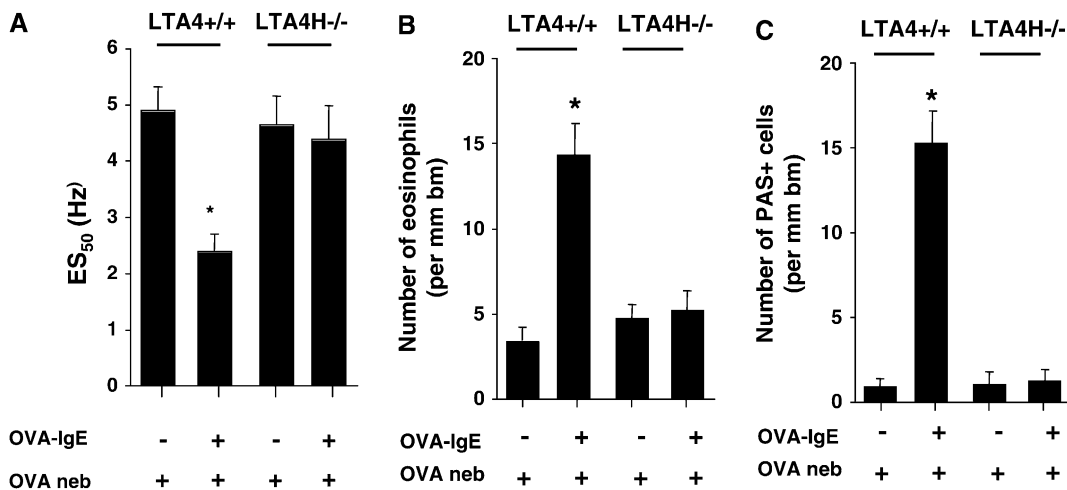 A
LTA4+/+ LTA4H-/-
6
5
4
3
2
1
0
ES50 (Hz)
OVA-IgE - + - +
OVA neb + + + +
*
B
LTA4+/+ LTA4H-/-
20
15
10
5
0
Number of eosinophils
(per mm bm)
*
OVA-IgE - + - +
OVA neb + + + +
C
LTA4+/+ LTA4H-/-
20
15
10
5
0
Number of PAS+ cells
(per mm bm)
*
OVA-IgE - + - +
OVA neb + + + +